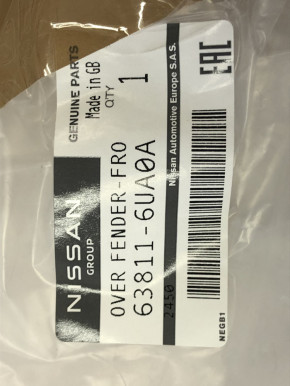 NISSAN
GROUP
GENUINE PARTS
Made in GB
QTY
1
OVER FENDER-FRO
63811-6UA0A
2450
Nissan Automotive Europe S.A.S.
EAC
NEGB1